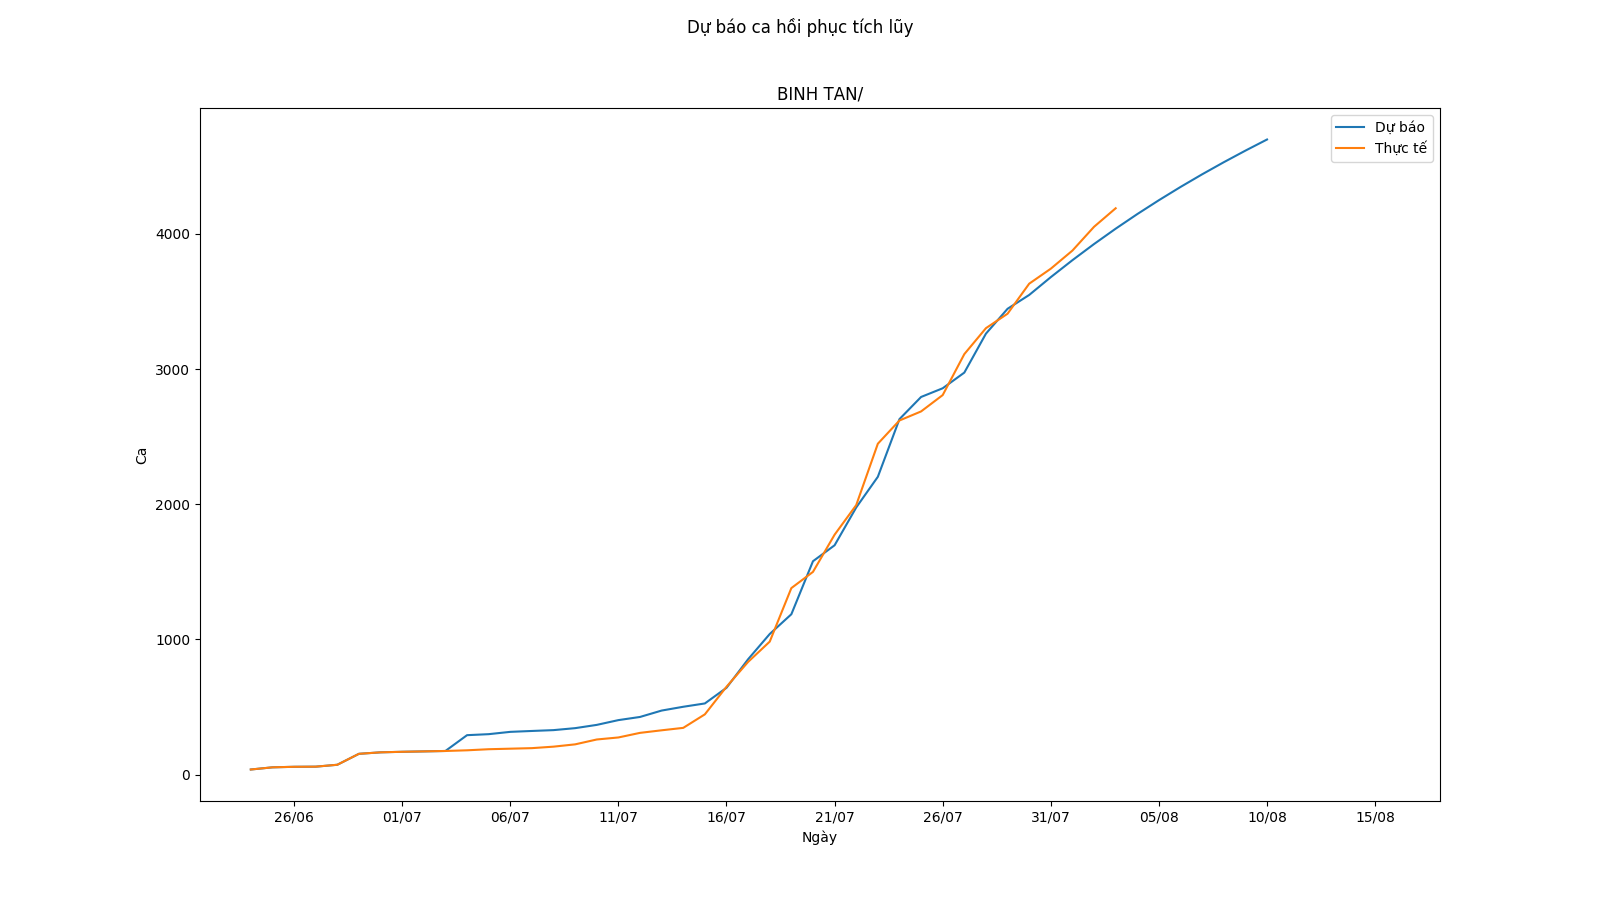 Dự báo ca hồi phục tích lũy
BINH TAN/
Dự báo
Thực tế
Ca
4000
3000
2000
1000
0
26/06 01/07 06/07 11/07 16/07 21/07 26/07 31/07 05/08 10/08 15/08
Ngày